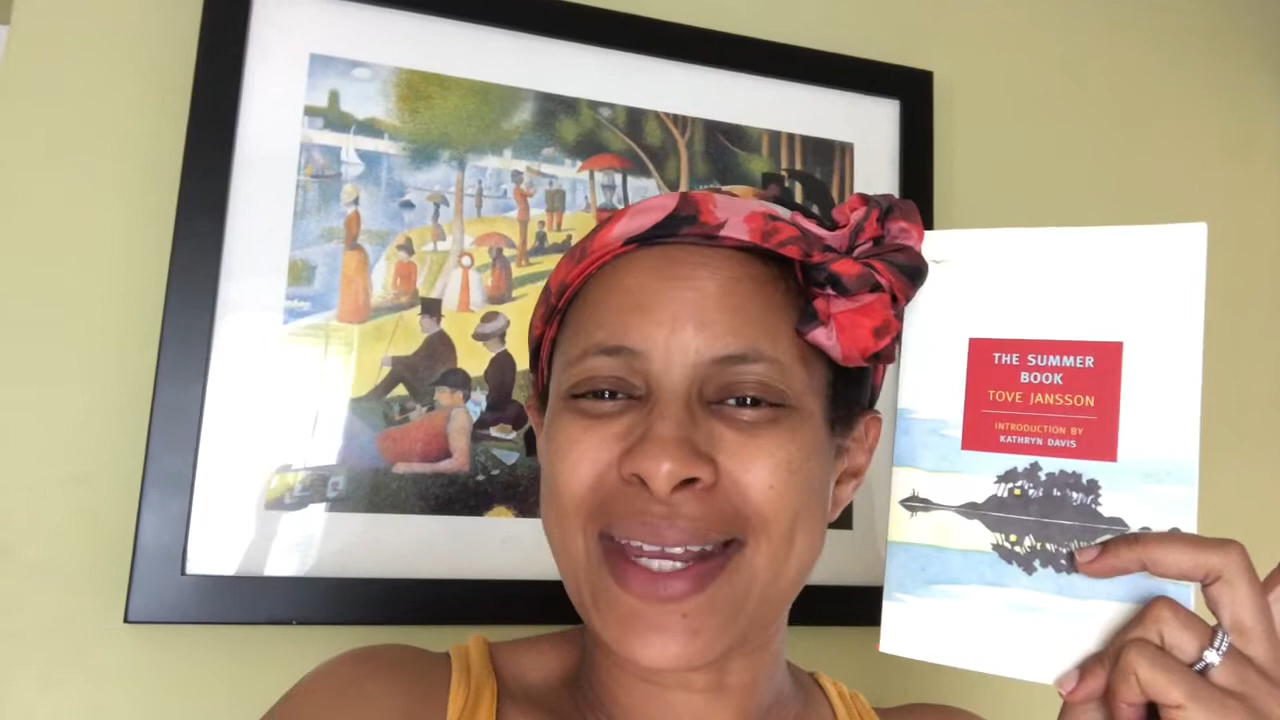 THE SUMMER
BOOK
TOVE JANSSON
INTRODUCTION BY
KATHRYN DAVIS